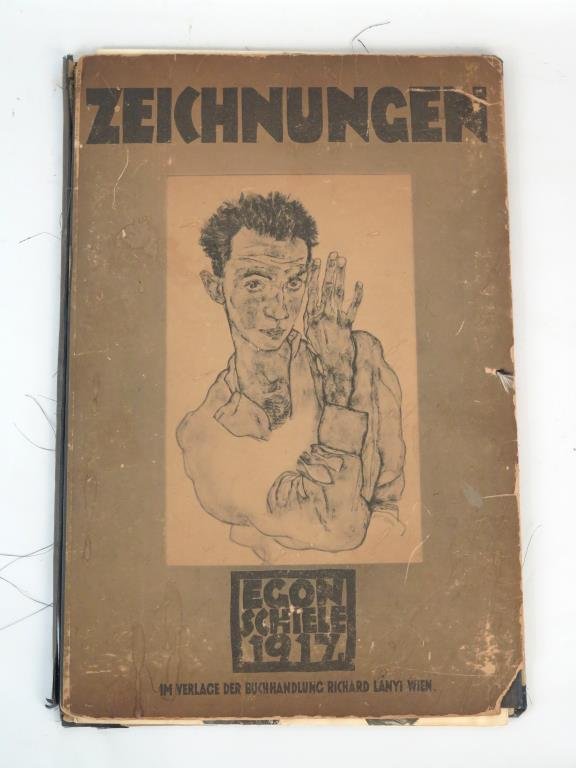 ZEICHNUNGEN
EGON
SCHIELE
1917.
IM VERLAGE DER BUCHHANDLUNG RICHARD LÁNYI WIEN.